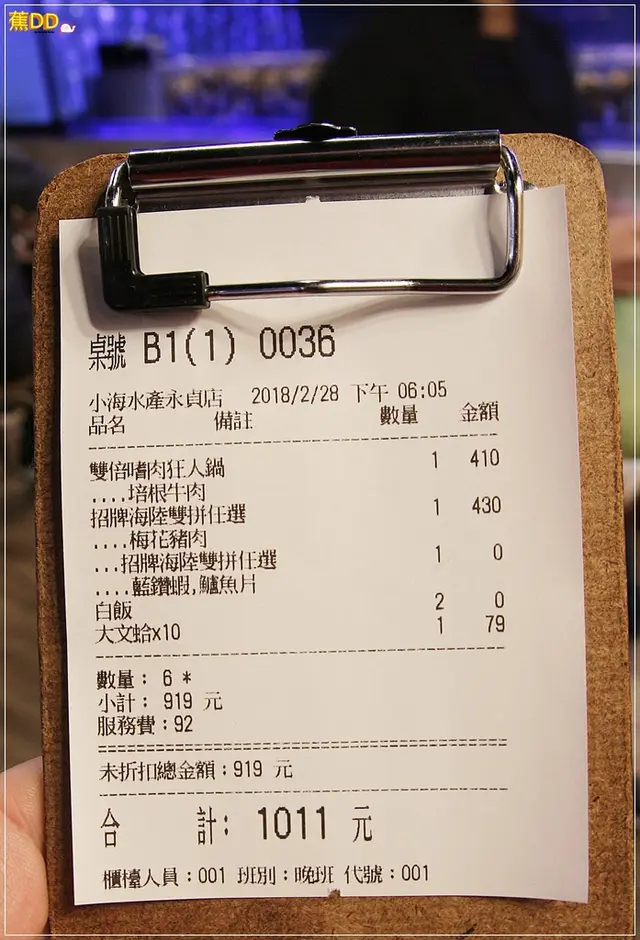 蕉DD
桌號 B1(1) 0036
小海水產永貞店 2018/2/28 下午 06:05
品名 備註 數量 金額
雙倍嗜肉狂人鍋 1 410
....培根牛肉
招牌海陸雙拼任選 1 430
....梅花豬肉
...招牌海陸雙拼任選 1 0
....藍鑽蝦,鱸魚片
白飯 2 0
大文蛤x10 1 79
數量: 6 *
小計: 919 元
服務費:92
未折扣總金額:919 元
合 計: 1011 元
櫃檯人員:001 班別:晚班 代號:001